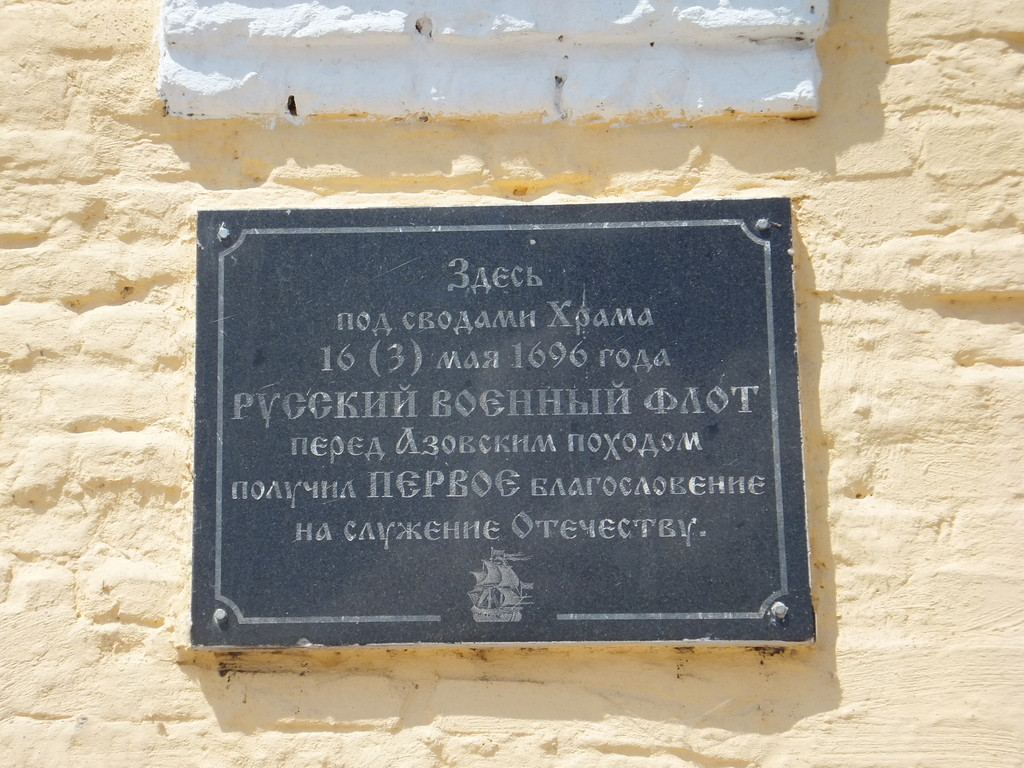 Здесь
под сводами Храма
16 (3) мая 1696 года
РУССКИЙ ВОЕННЫЙ ФЛОТ
перед Азовским походом
получил ПЕРВОЕ благословение
на служение Отечеству.